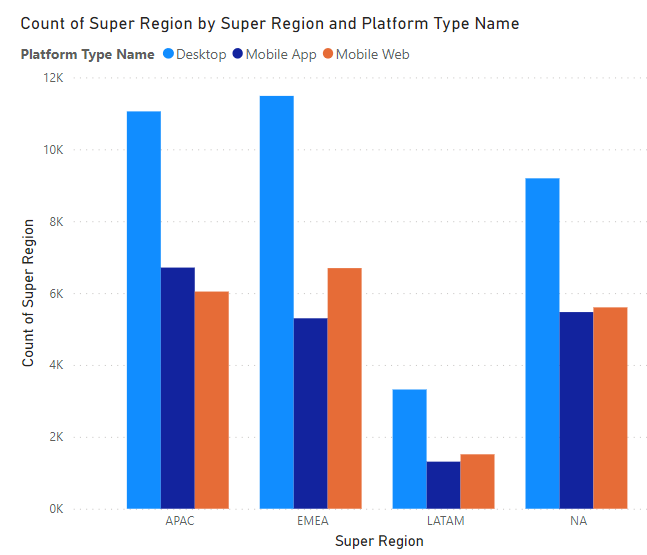 Count of Super Region by Super Region and Platform Type Name
Platform Type Name Desktop Mobile App Mobile Web
12K
10K
8K
6K
4K
2K
0K
Count of Super Region
APAC EMEA LATAM NA
Super Region